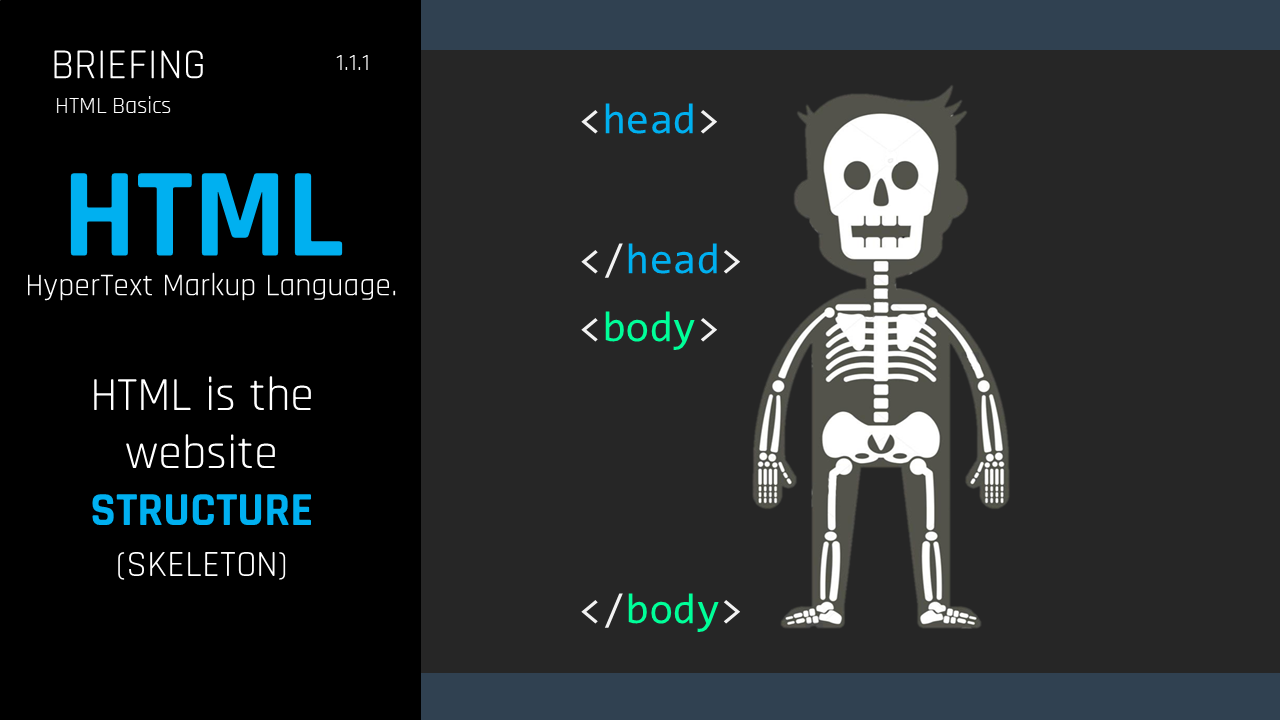 BRIEFING
1.1.1
HTML Basics
HTML
HyperText Markup Language.
HTML is the
website
STRUCTURE
(SKELETON)
<head>
</head>
<body>
</body>